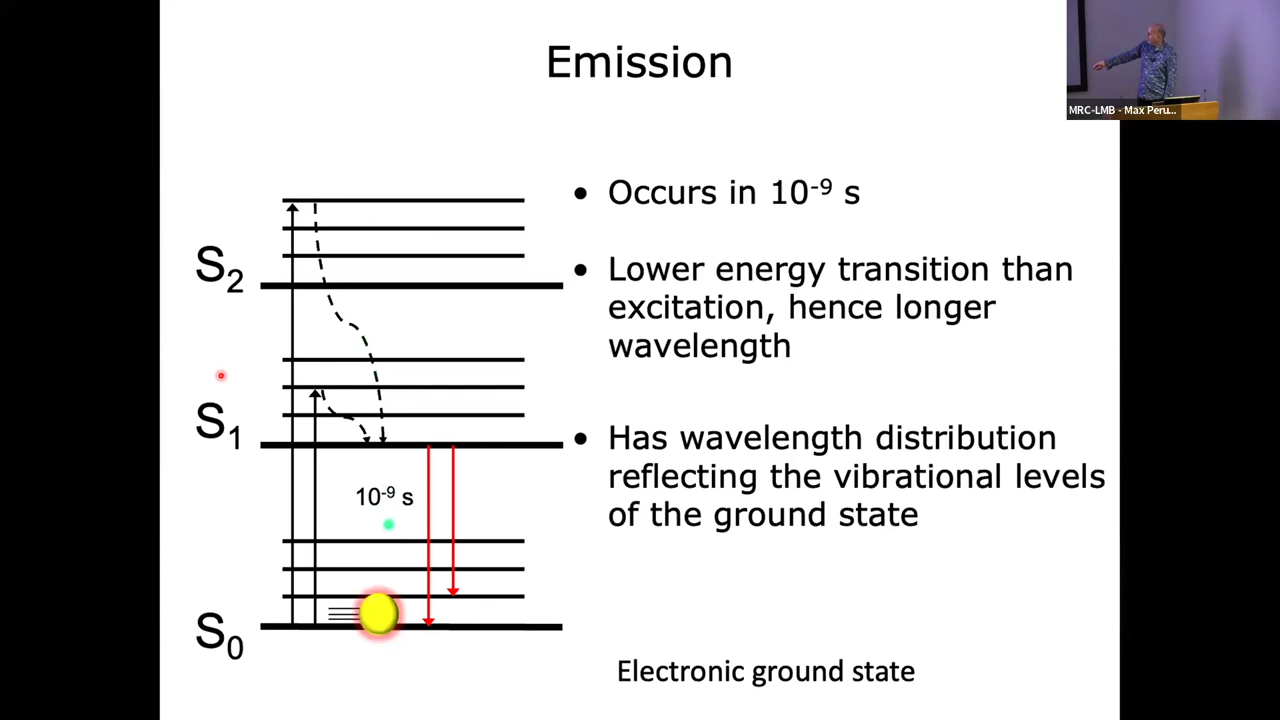 Emission
MRC-LMB - Max Peru...
• Occurs in 10⁻⁹ s
• Lower energy transition than
excitation, hence longer
wavelength
• Has wavelength distribution
reflecting the vibrational levels
of the ground state
S₂
S₁
10⁻⁹ s
S₀
Electronic ground state